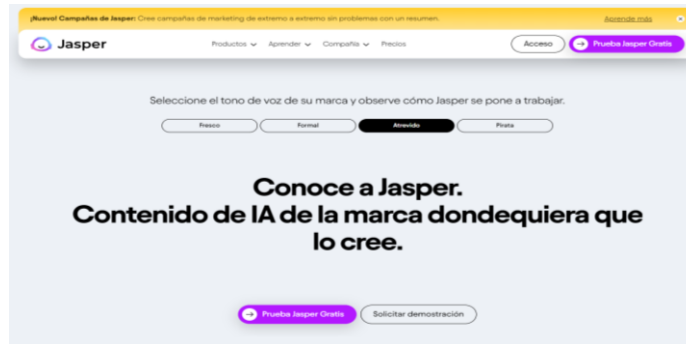 ¡Nuevo! Campañas de Jasper: Cree campañas de marketing de extremo a extremo sin problemas con un resumen. Aprende más
Jasper Productos Aprender Compañía Precios Acceso Prueba Jasper Gratis
Seleccione el tono de voz de su marca y observe cómo Jasper se pone a trabajar.
Fresco Formal Atrevido Pirata
Conoce a Jasper.
Contenido de IA de la marca dondequiera que
lo cree.
Prueba Jasper Gratis Solicitar demostración